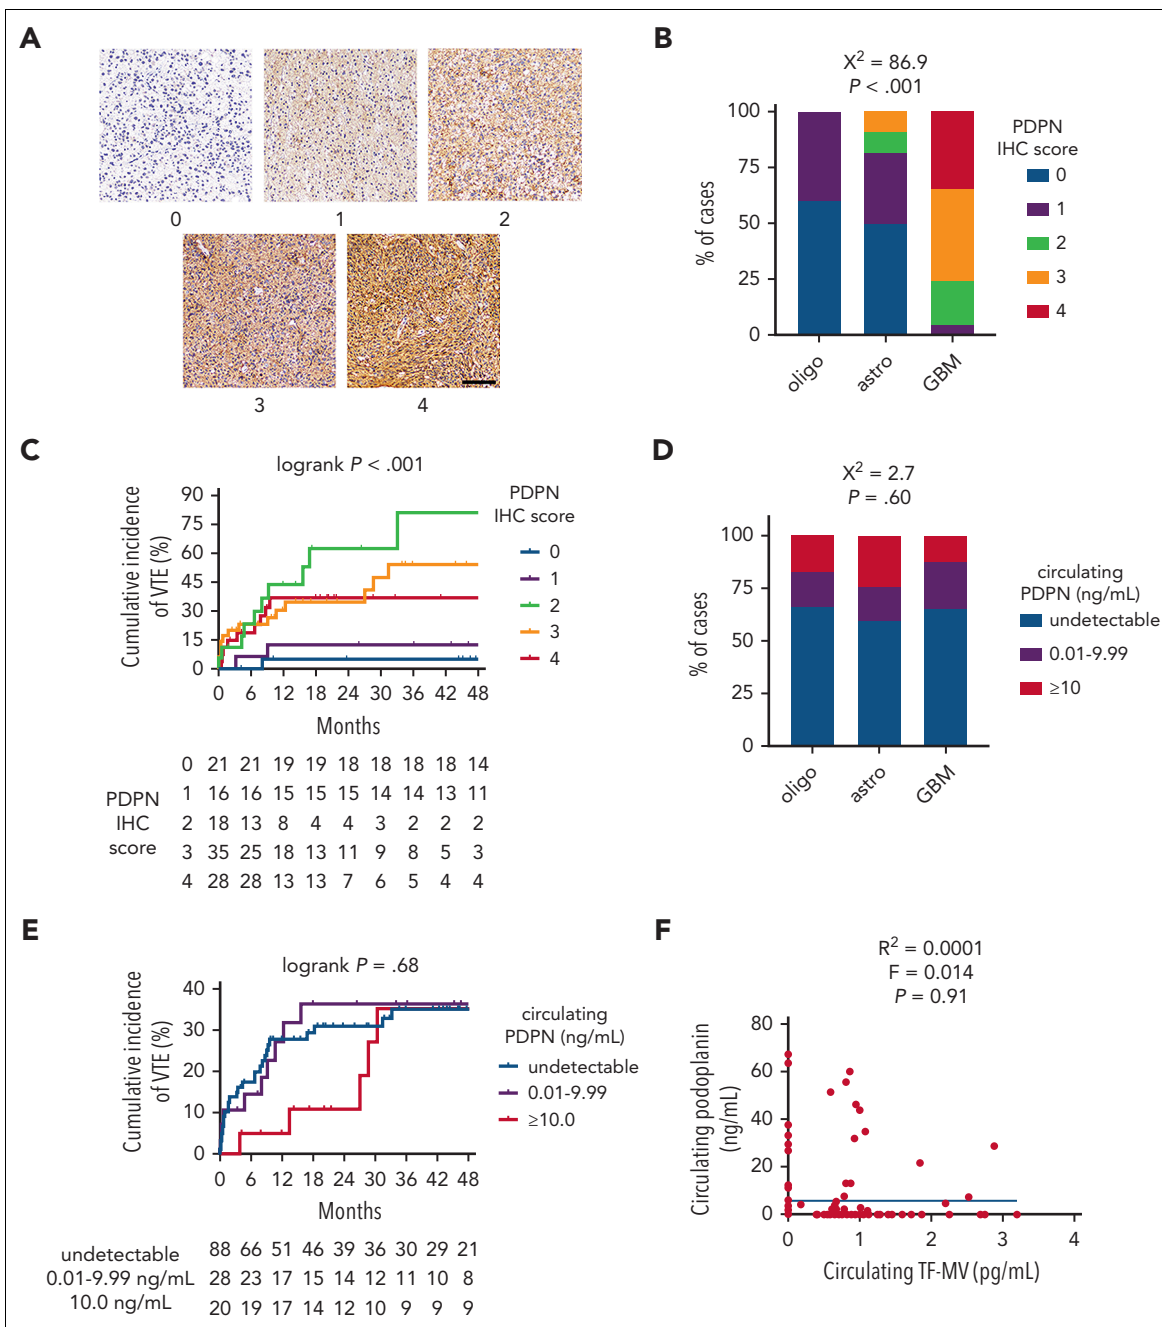 A
0
1
2
3
4
B
X² = 86.9
P < .001
% of cases
100
75
50
25
0
oligo
astro
GBM
PDPN
IHC score
0
1
2
3
4
C
logrank P < .001
Cumulative incidence
of VTE (%)
90
75
60
45
30
15
0
0 6 12 18 24 30 36 42 48
Months
PDPN
IHC score
0
1
2
3
4
PDPN
IHC
score
0 21 21 19 19 18 18 18 18 14
1 16 16 15 15 15 14 14 13 11
2 18 13 8 4 4 3 2 2 2
3 35 25 18 13 11 9 8 5 3
4 28 28 13 13 7 6 5 4 4
D
X² = 2.7
P = .60
% of cases
100
75
50
25
0
oligo
astro
GBM
circulating
PDPN (ng/mL)
undetectable
0.01-9.99
≥10
E
logrank P = .68
Cumulative incidence
of VTE (%)
40
30
20
10
0
0 6 12 18 24 30 36 42 48
Months
circulating
PDPN (ng/mL)
undetectable
0.01-9.99
≥10.0
undetectable 88 66 51 46 39 36 30 29 21
0.01-9.99 ng/mL 28 23 17 15 14 12 11 10 8
10.0 ng/mL 20 19 17 14 12 10 9 9 9
F
R² = 0.0001
F = 0.014
P = 0.91
Circulating podoplanin
(ng/mL)
80
60
40
20
0
0 1 2 3 4
Circulating TF-MV (pg/mL)